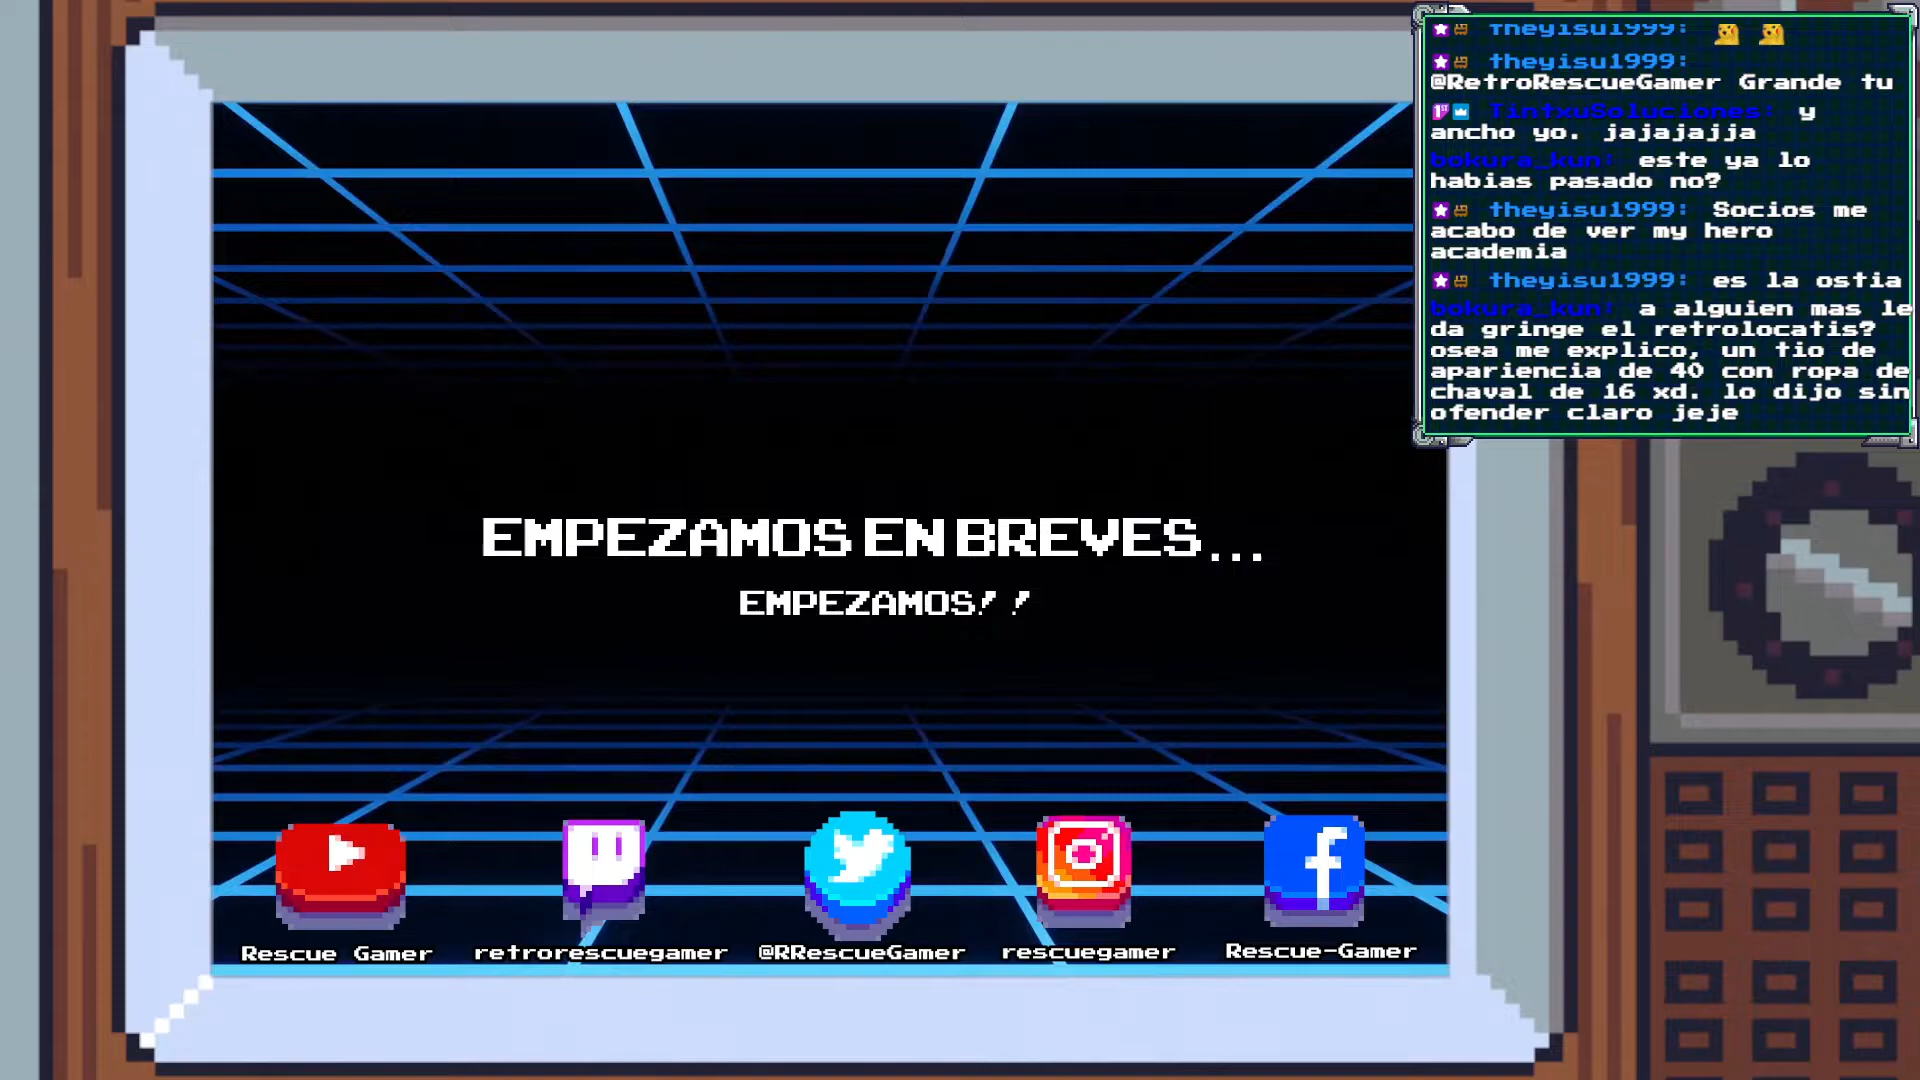 theyisu1999:
theyisu1999:
@RetroRescueGamer Grande tu
TintxuSoluciones: y
ancho yo. jajajajja
bokura_kun: este ya lo
habias pasado no?
theyisu1999: Socios me
acabo de ver my hero
academia
theyisu1999: es la ostia
bokura_kun: a alguien mas le
da gringe el retrolocatis?
osea me explico, un tio de
apariencia de 40 con ropa de
chaval de 16 xd. lo dijo sin
ofender claro jeje
EMPEZAMOS EN BREVES...
EMPEZAMOS!!
Rescue Gamer
retrorescuegamer
@RRescueGamer
rescuegamer
Rescue-Gamer